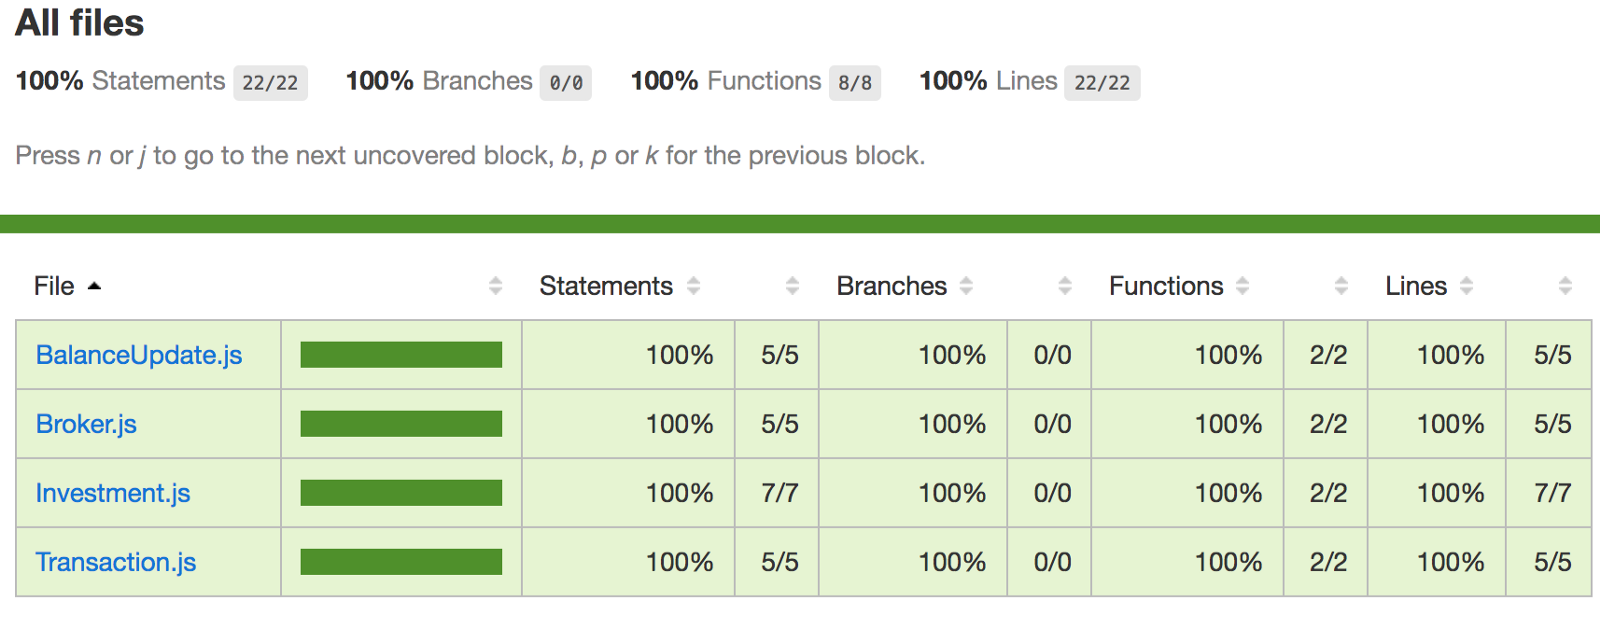 All files
100% Statements 22/22 100% Branches 0/0 100% Functions 8/8 100% Lines 22/22
Press n or j to go to the next uncovered block, b, p or k for the previous block.
File Statements Branches Functions Lines
BalanceUpdate.js 100% 5/5 100% 0/0 100% 2/2 100% 5/5
Broker.js 100% 5/5 100% 0/0 100% 2/2 100% 5/5
Investment.js 100% 7/7 100% 0/0 100% 2/2 100% 7/7
Transaction.js 100% 5/5 100% 0/0 100% 2/2 100% 5/5